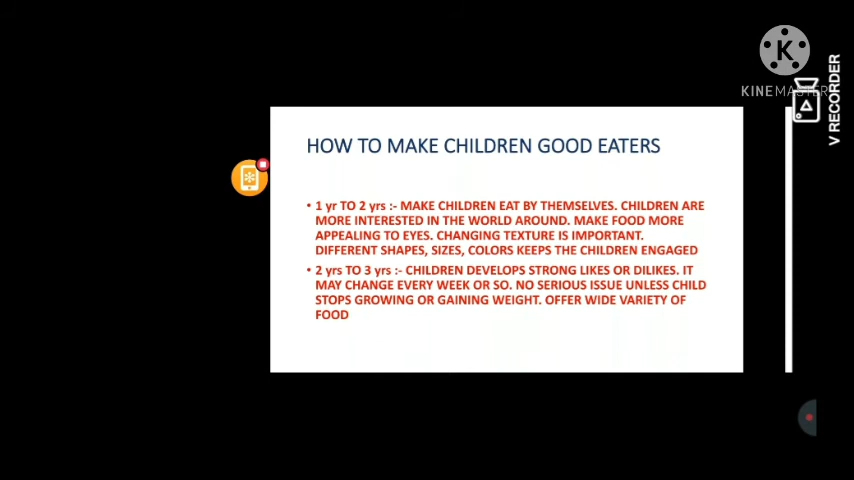 KINEMASTER
V RECORDER
HOW TO MAKE CHILDREN GOOD EATERS
• 1 yr TO 2 yrs :- MAKE CHILDREN EAT BY THEMSELVES. CHILDREN ARE
MORE INTERESTED IN THE WORLD AROUND. MAKE FOOD MORE
APPEALING TO EYES. CHANGING TEXTURE IS IMPORTANT.
DIFFERENT SHAPES, SIZES, COLORS KEEPS THE CHILDREN ENGAGED
• 2 yrs TO 3 yrs :- CHILDREN DEVELOPS STRONG LIKES OR DILIKES. IT
MAY CHANGE EVERY WEEK OR SO. NO SERIOUS ISSUE UNLESS CHILD
STOPS GROWING OR GAINING WEIGHT. OFFER WIDE VARIETY OF
FOOD